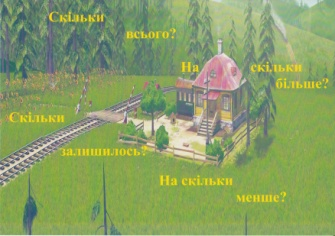 Скільки
всього?
На скільки
більше?
Скільки
залишилось?
На скільки
менше?